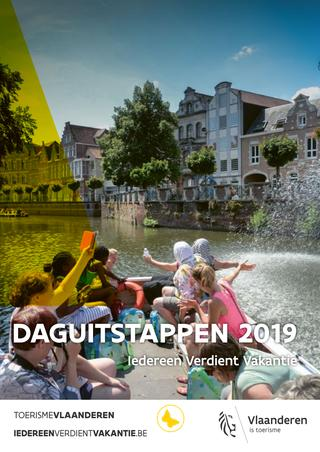 DAGUITSTAPPEN 2019
Iedereen Verdient Vakantie
TOERISMEVLAANDEREN
IEDEREENVERDIENTVAKANTIE.BE
Vlaanderen
is toerisme